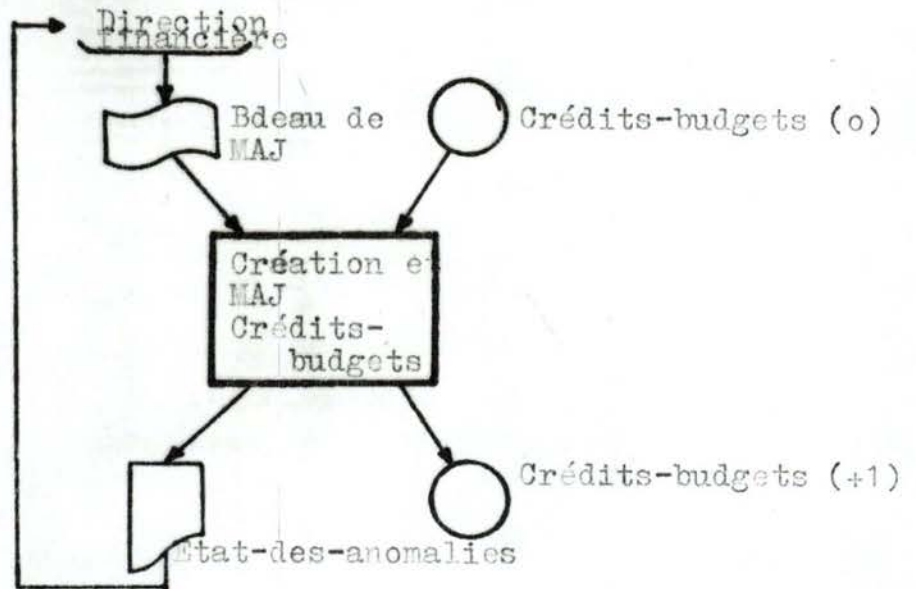 Direction
financière
Bdeau de
MAJ
Crédits-budgets (o)
Création et
MAJ
Crédits-
budgets
Crédits-budgets (+1)
Etat-des-anomalies